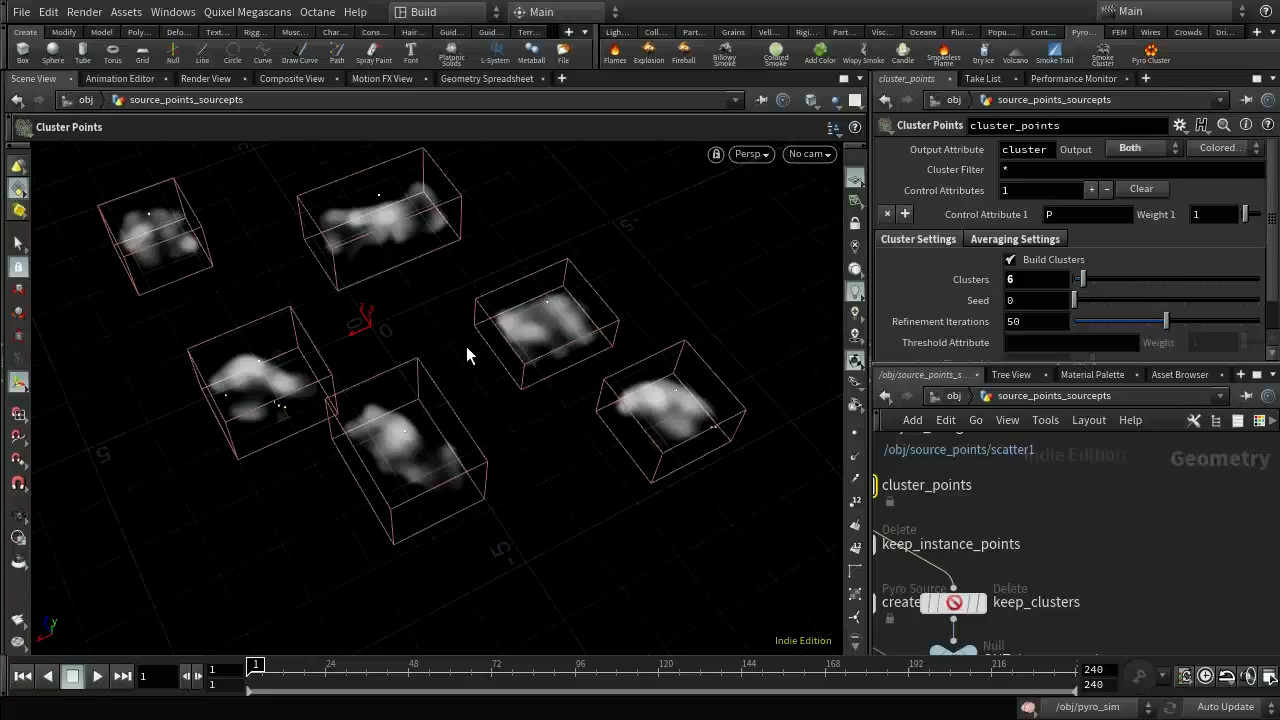 File Edit Render Assets Windows Quixel Megascans Octane Help Build Main Main
Create Modify Model Poly... Defo... Text... Rigg... Musc... Char... Cons... Hair... Guid... Guid... Terr... Ligh... Coll... Part... Grains Vell... Rigi... Part... Visc... Oceans Flui... Popu... Cont... Pyro... FEM Wires Crowds Dri...
Box Sphere Tube Torus Grid Null Line Circle Curve Draw Curve Path Spray Paint Font Platonic Solids L-System Metaball File Flames Explosion Fireball Billowy Smoke Colored Smoke Add Color Wispy Smoke Candle Smokeless Flame Dry Ice Volcano Smoke Trail Smoke Cluster Pyro Cluster
Scene View Animation Editor Render View Composite View Motion FX View Geometry Spreadsheet
cluster_points Take List Performance Monitor
obj source_points_sourcepts
obj source_points_sourcepts
Cluster Points
Cluster Points cluster_points
Persp No cam
Output Attribute cluster Output Both Colored...
Cluster Filter *
Control Attributes 1 Clear
Control Attribute 1 P Weight 1 1
Cluster Settings Averaging Settings
Build Clusters
Clusters 6
Seed 0
Refinement Iterations 50
Threshold Attribute Weight
/obj/source_points_s... Tree View Material Palette Asset Browser
obj source_points_sourcepts
Add Edit Go View Tools Layout Help
/obj/source_points/scatter1
Indie Edition Geometry
cluster_points
Delete
keep_instance_points
Pyro Source
create
Delete
keep_clusters
Null
-5
5
-5
0
0
Indie Edition
1 1 1 1 24 48 72 96 120 144 168 192 216 240 240
/obj/pyro_sim Auto Update